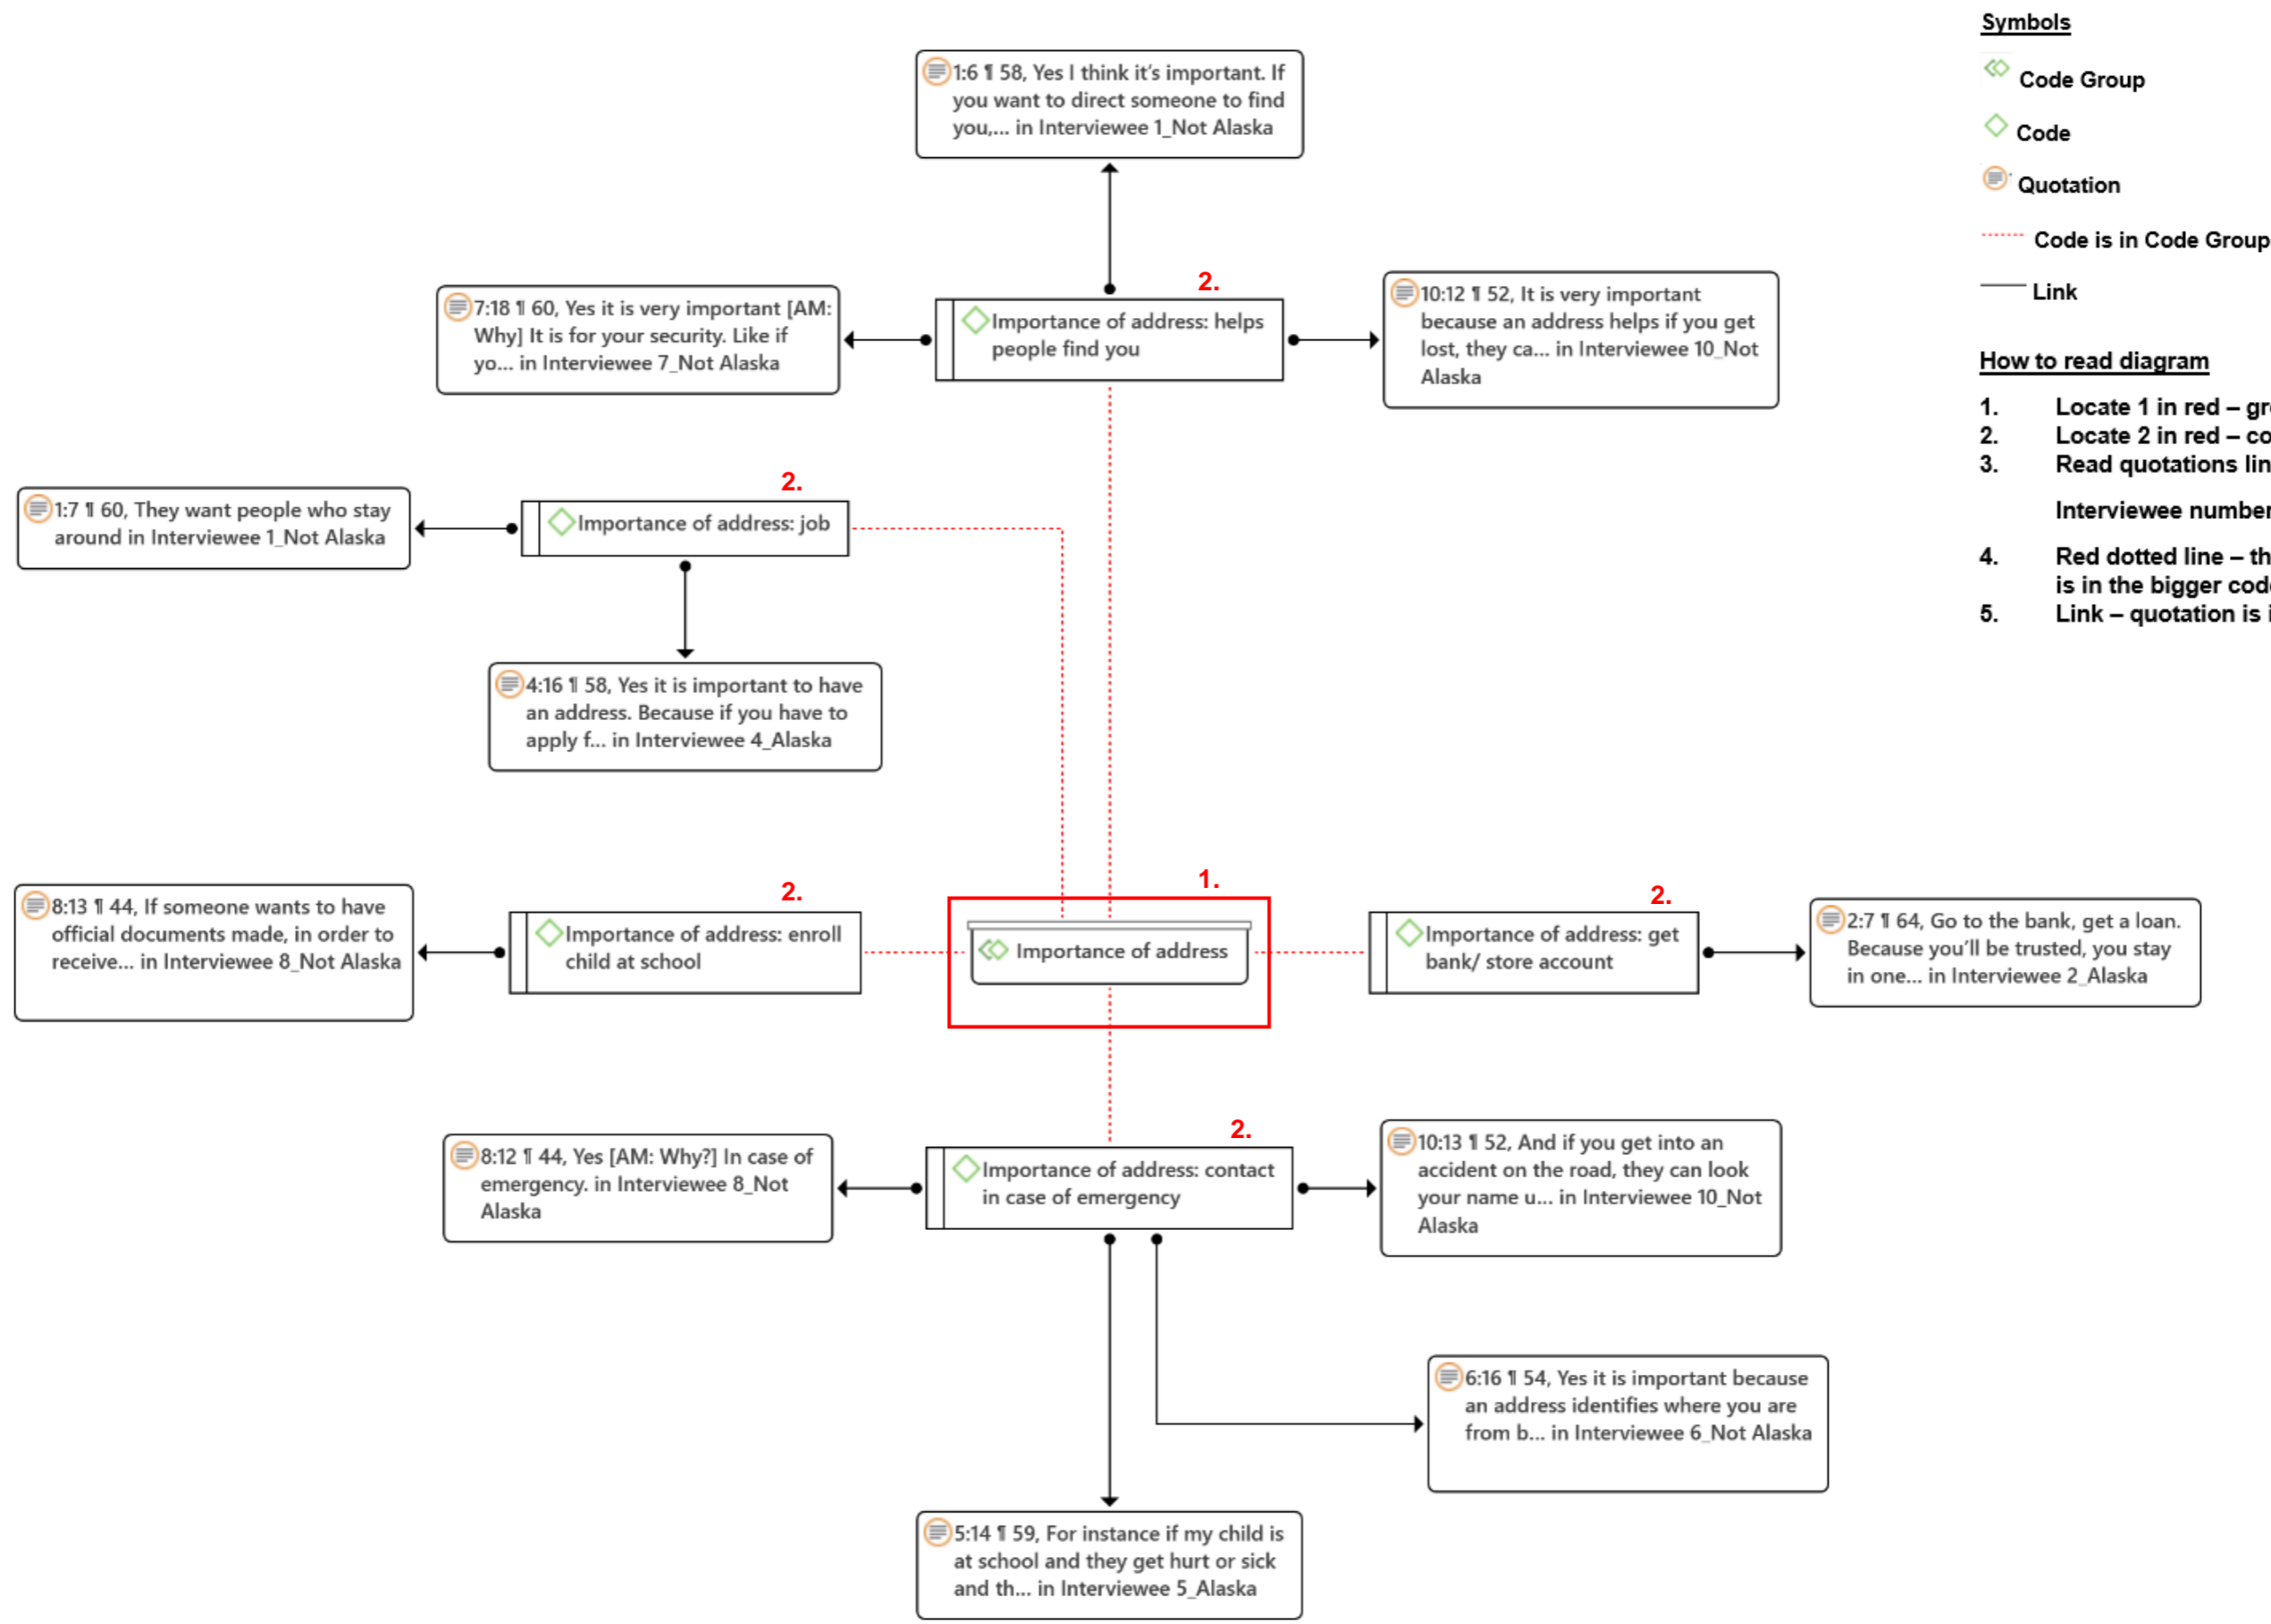 1:6 ¶ 58, Yes I think it's important. If
you want to direct someone to find
you,... in Interviewee 1_Not Alaska
2.
7:18 ¶ 60, Yes it is very important [AM:
Why] It is for your security. Like if
yo... in Interviewee 7_Not Alaska
Importance of address: helps
people find you
10:12 ¶ 52, It is very important
because an address helps if you get
lost, they ca... in Interviewee 10_Not
Alaska
2.
1:7 ¶ 60, They want people who stay
around in Interviewee 1_Not Alaska
Importance of address: job
4:16 ¶ 58, Yes it is important to have
an address. Because if you have to
apply f... in Interviewee 4_Alaska
2.
8:13 ¶ 44, If someone wants to have
official documents made, in order to
receive... in Interviewee 8_Not Alaska
Importance of address: enroll
child at school
1.
Importance of address
2.
Importance of address: get
bank/ store account
2:7 ¶ 64, Go to the bank, get a loan.
Because you'll be trusted, you stay
in one... in Interviewee 2_Alaska
2.
8:12 ¶ 44, Yes [AM: Why?] In case of
emergency. in Interviewee 8_Not
Alaska
Importance of address: contact
in case of emergency
10:13 ¶ 52, And if you get into an
accident on the road, they can look
your name u... in Interviewee 10_Not
Alaska
6:16 ¶ 54, Yes it is important because
an address identifies where you are
from b... in Interviewee 6_Not Alaska
5:14 ¶ 59, For instance if my child is
at school and they get hurt or sick
and th... in Interviewee 5_Alaska
Symbols
Code Group
Code
Quotation
Code is in Code Group
Link
How to read diagram
1. Locate 1 in red –
2. Locate 2 in red –
3. Read quotations
Interviewee number
4. Red dotted line –
is in the bigger
5. Link – quotation is